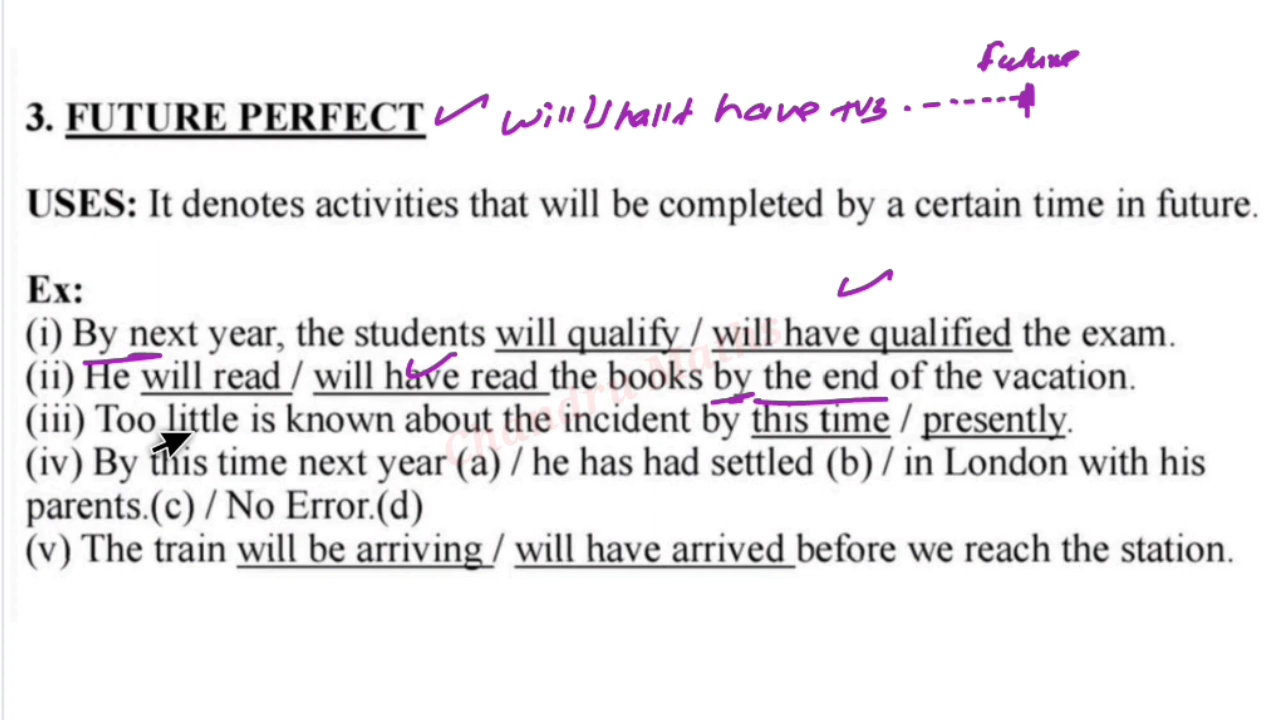 future
3. FUTURE PERFECT will/shall+ have +V3
USES: It denotes activities that will be completed by a certain time in future.
Ex:
(i) By next year, the students will qualify / will have qualified the exam.
(ii) He will read / will have read the books by the end of the vacation.
(iii) Too little is known about the incident by this time / presently.
(iv) By this time next year (a) / he has had settled (b) / in London with his
parents.(c) / No Error.(d)
(v) The train will be arriving / will have arrived before we reach the station.
Chandru Maths